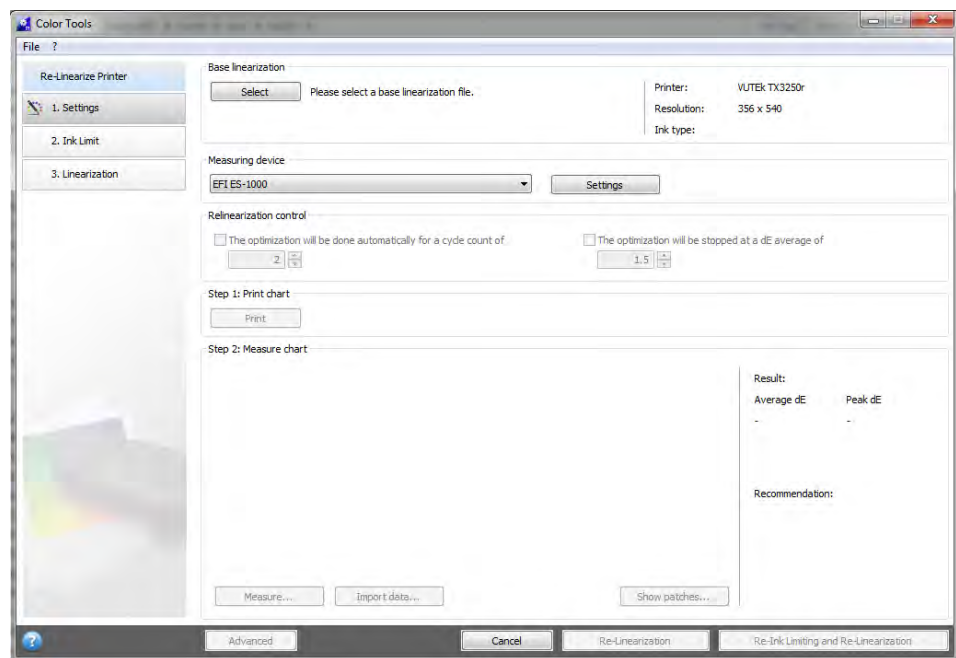 Color Tools
File ?
Re-Linearize Printer
1. Settings
2. Ink Limit
3. Linearization
Base linearization
Select Please select a base linearization file.
Printer: VUTEk TX3250r
Resolution: 356 x 540
Ink type:
Measuring device
EFI ES-1000 Settings
Relinearization control
The optimization will be done automatically for a cycle count of
2
The optimization will be stopped at a dE average of
1.5
Step 1: Print chart
Print
Step 2: Measure chart
Result:
Average dE Peak dE
- -
Recommendation:
Measure... Import data... Show patches...
? Advanced Cancel Re-Linearization Re-Ink Limiting and Re-Linearization